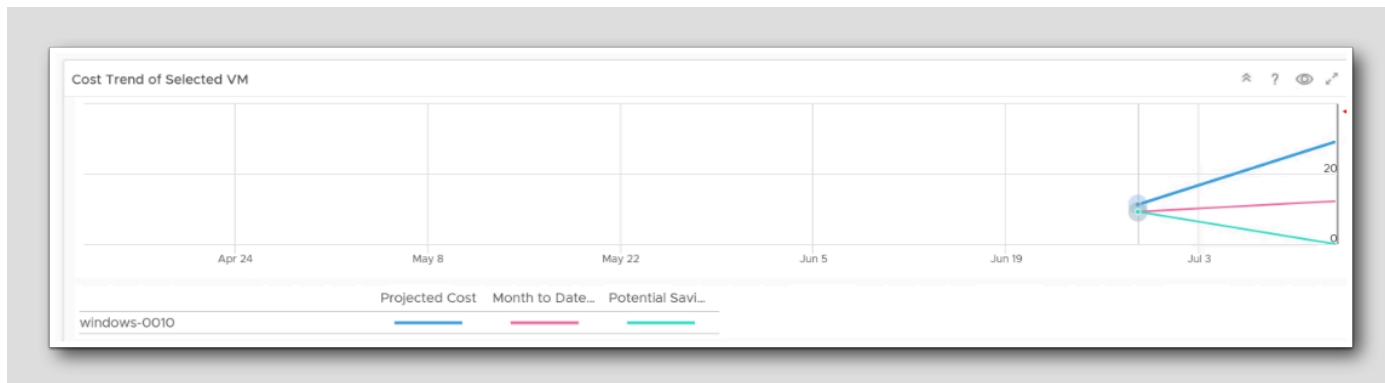 Cost Trend of Selected VM
?
20
0
Apr 24 May 8 May 22 Jun 5 Jun 19 Jul 3
Projected Cost Month to Date... Potential Savi...
windows-0010